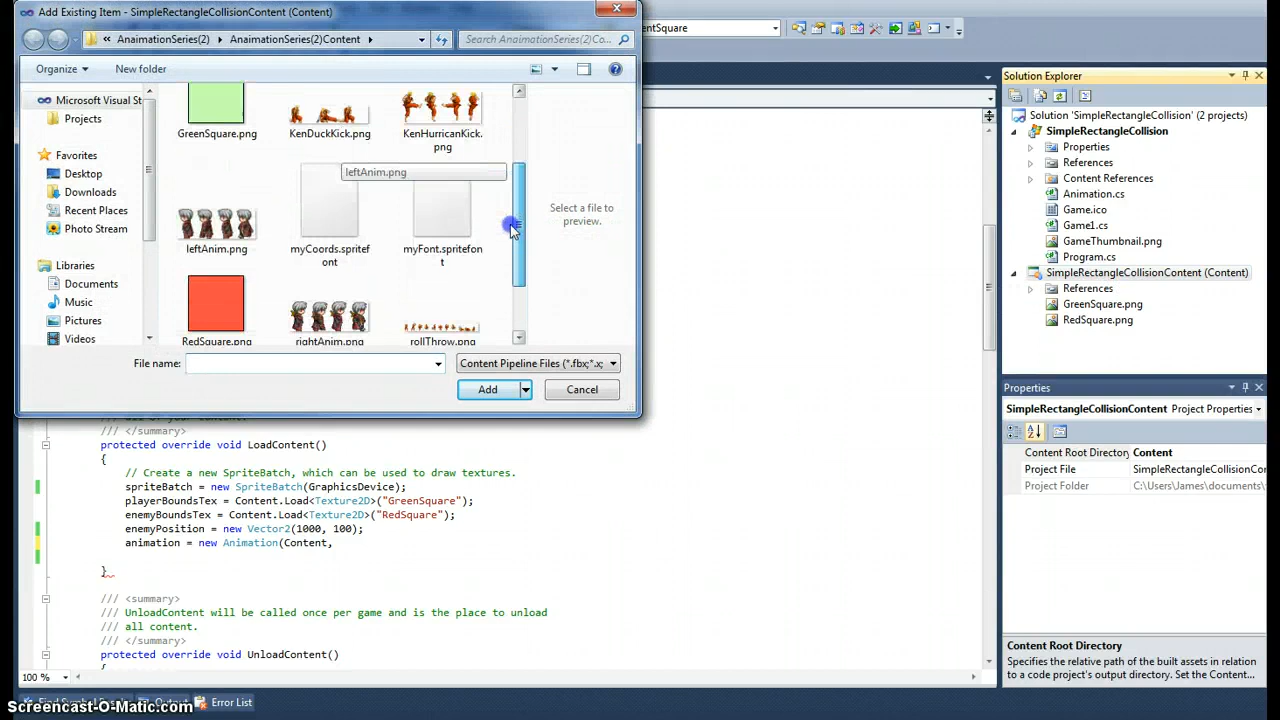 Add Existing Item - SimpleRectangleCollisionContent (Content)
AnaimationSeries(2)
AnaimationSeries(2)Content
Search AnaimationSeries(2)Co...
Organize
New folder
Microsoft Visual St
Projects
Favorites
Desktop
Downloads
Recent Places
Photo Stream
Libraries
Documents
Music
Pictures
Videos
GreenSquare.png
KenDuckKick.png
KenHurricanKick.
png
leftAnim.png
leftAnim.png
myCoords.spritef
ont
myFont.spritefon
t
RedSquare.png
rightAnim.png
rollThrow.png
Select a file to
preview.
File name:
Content Pipeline Files (*.fbx;*.x;
Add
Cancel
entSquare
/// </summary>
protected override void LoadContent()
{
// Create a new SpriteBatch, which can be used to draw textures.
spriteBatch = new SpriteBatch(GraphicsDevice);
playerBoundsTex = Content.Load<Texture2D>("GreenSquare");
enemyBoundsTex = Content.Load<Texture2D>("RedSquare");
enemyPosition = new Vector2(1000, 100);
animation = new Animation(Content,
}
/// <summary>
/// UnloadContent will be called once per game and is the place to unload
/// all content.
/// </summary>
protected override void UnloadContent()
100 %
Output
Error List
Solution Explorer
Solution 'SimpleRectangleCollision' (2 projects)
SimpleRectangleCollision
Properties
References
Content References
Animation.cs
Game.ico
Game1.cs
GameThumbnail.png
Program.cs
SimpleRectangleCollisionContent (Content)
References
GreenSquare.png
RedSquare.png
Properties
SimpleRectangleCollisionContent Project Properties
Content Root Directory Content
Project File SimpleRectangleCollisionCor
Project Folder C:\Users\James\documents\
Content Root Directory
Specifies the relative path of the built assets in relation
to a code project's output directory. Set the Content...
Screencast-O-Matic.com